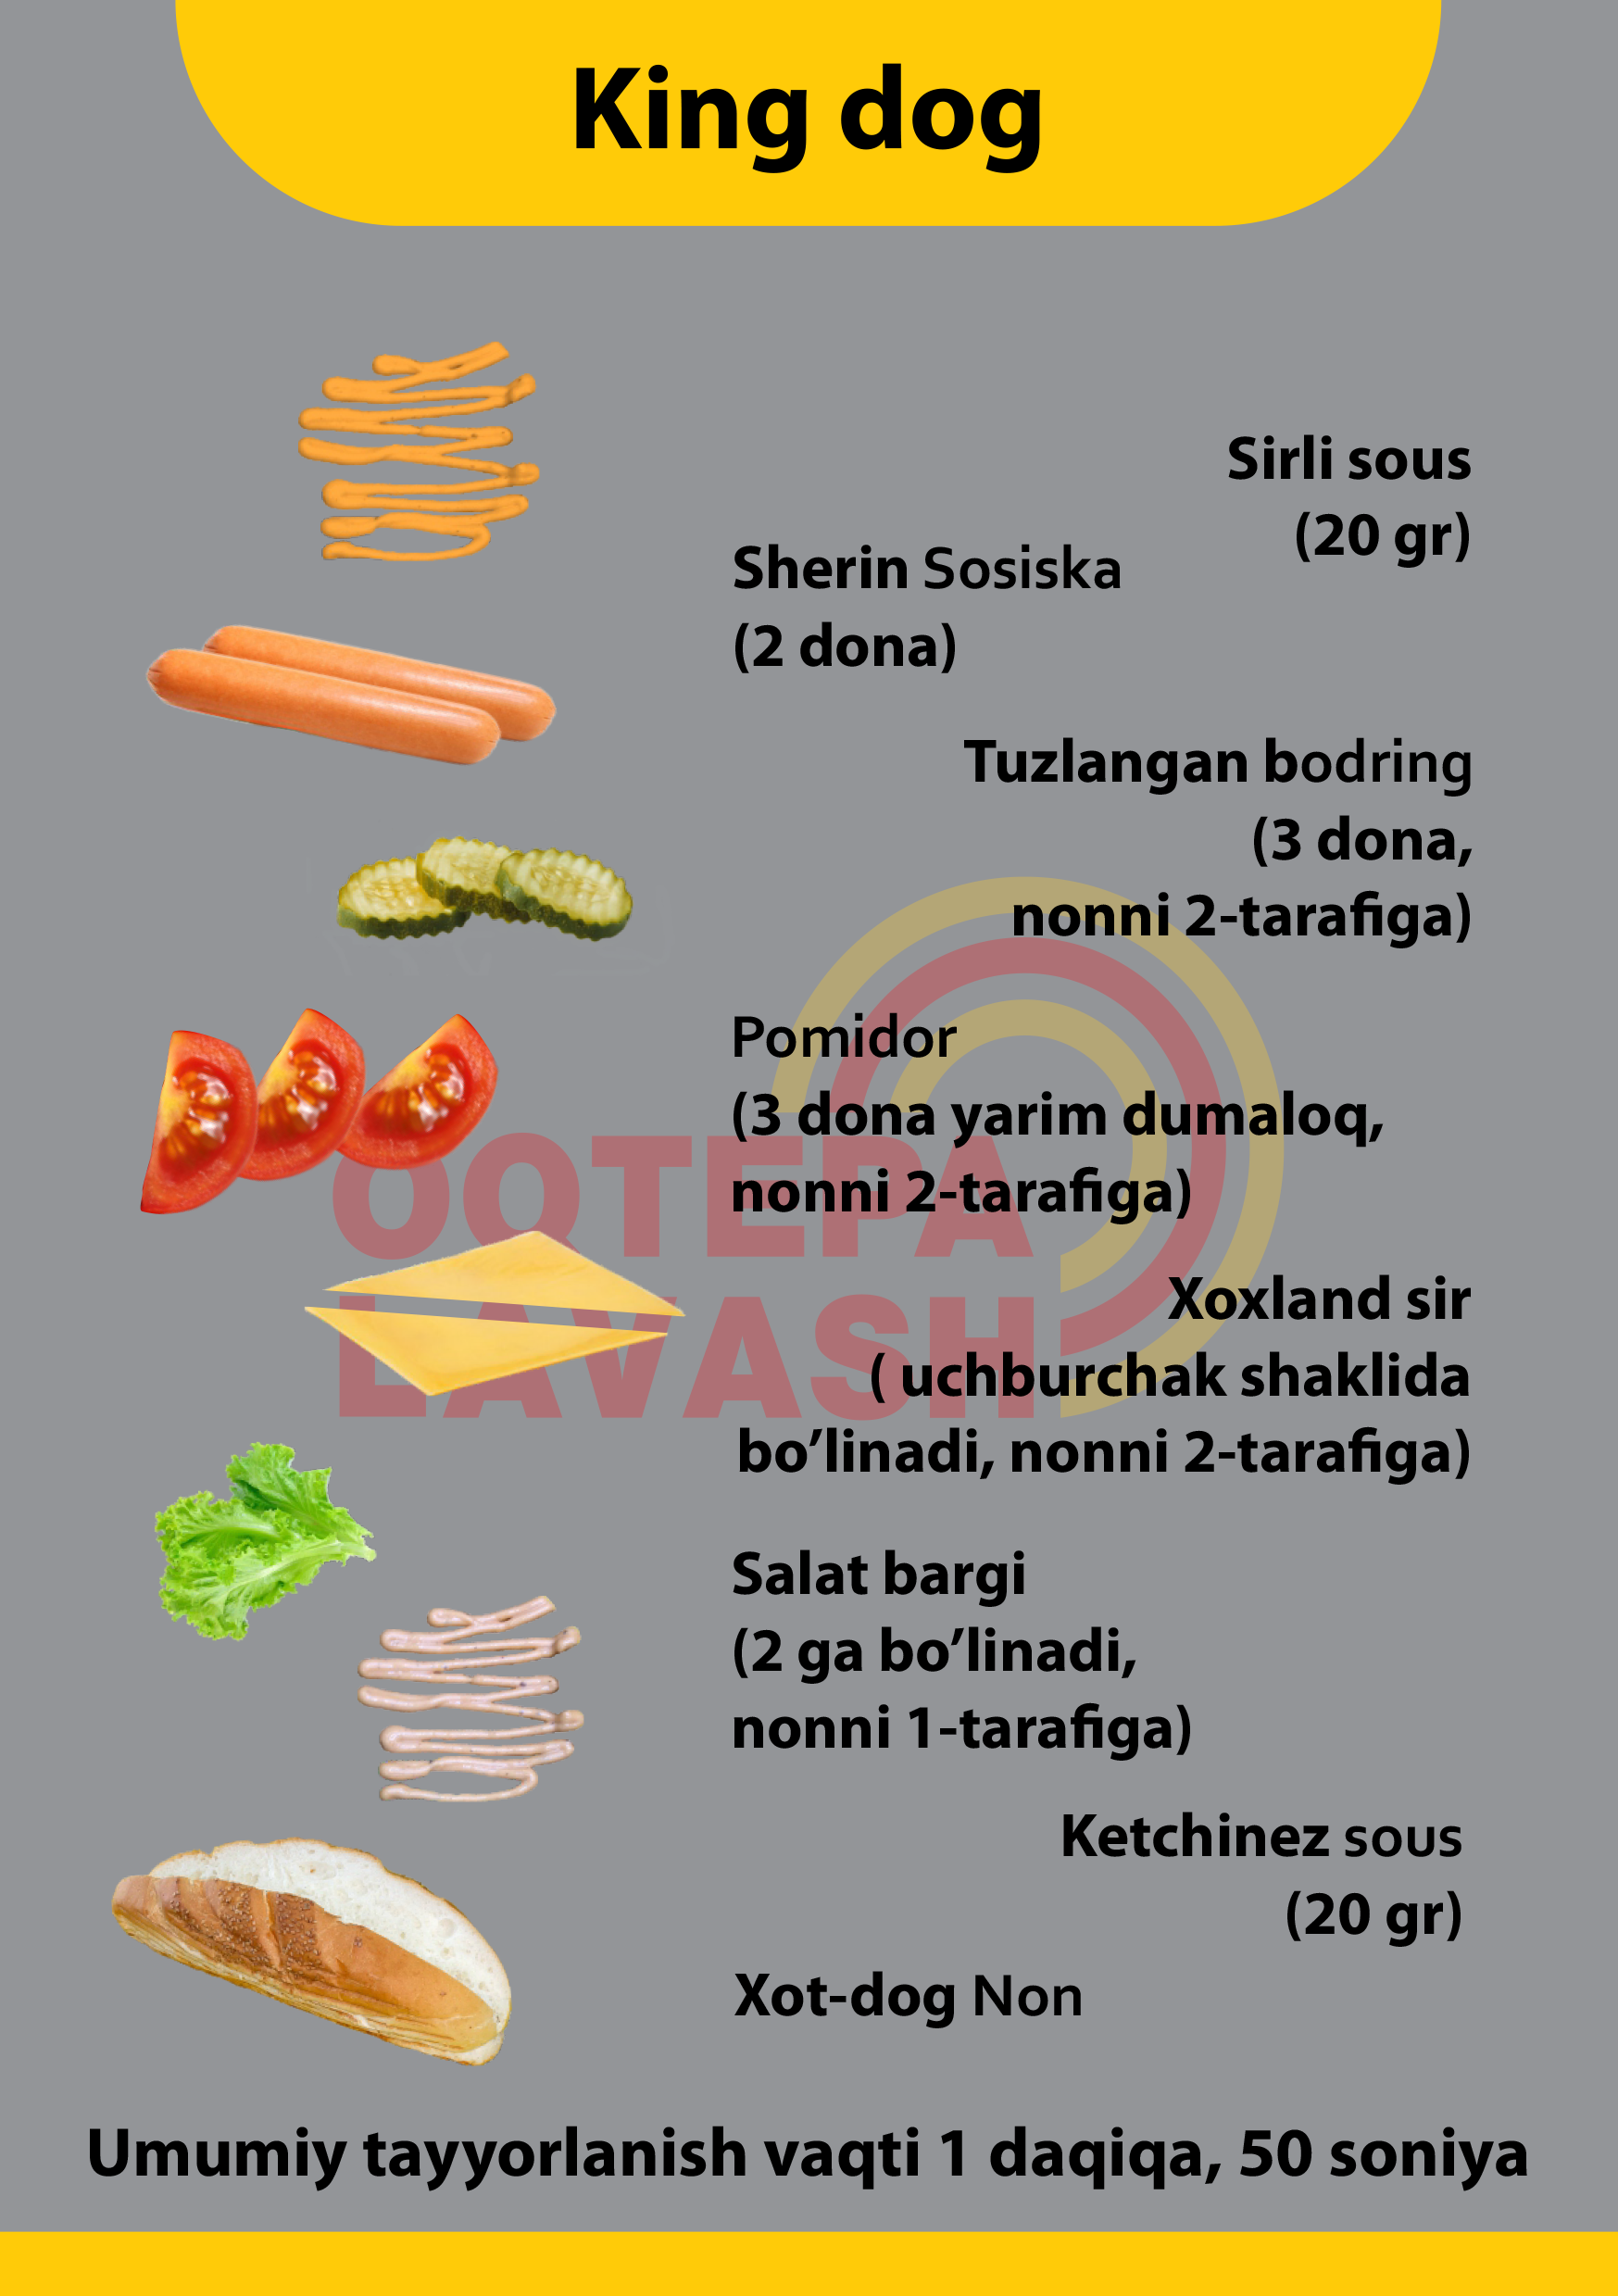 King dog
Sirli sous
(20 gr)
Sherin Sosiska
(2 dona)
Tuzlangan bodring
(3 dona,
nonni 2-tarafiga)
Pomidor
(3 dona yarim dumaloq,
nonni 2-tarafiga)
OQTEPA
LAVASH
Xoxland sir
( uchburchak shaklida
bo’linadi, nonni 2-tarafiga)
Salat bargi
(2 ga bo’linadi,
nonni 1-tarafiga)
Ketchinez sous
(20 gr)
Xot-dog Non
Umumiy tayyorlanish vaqti 1 daqiqa, 50 soniya